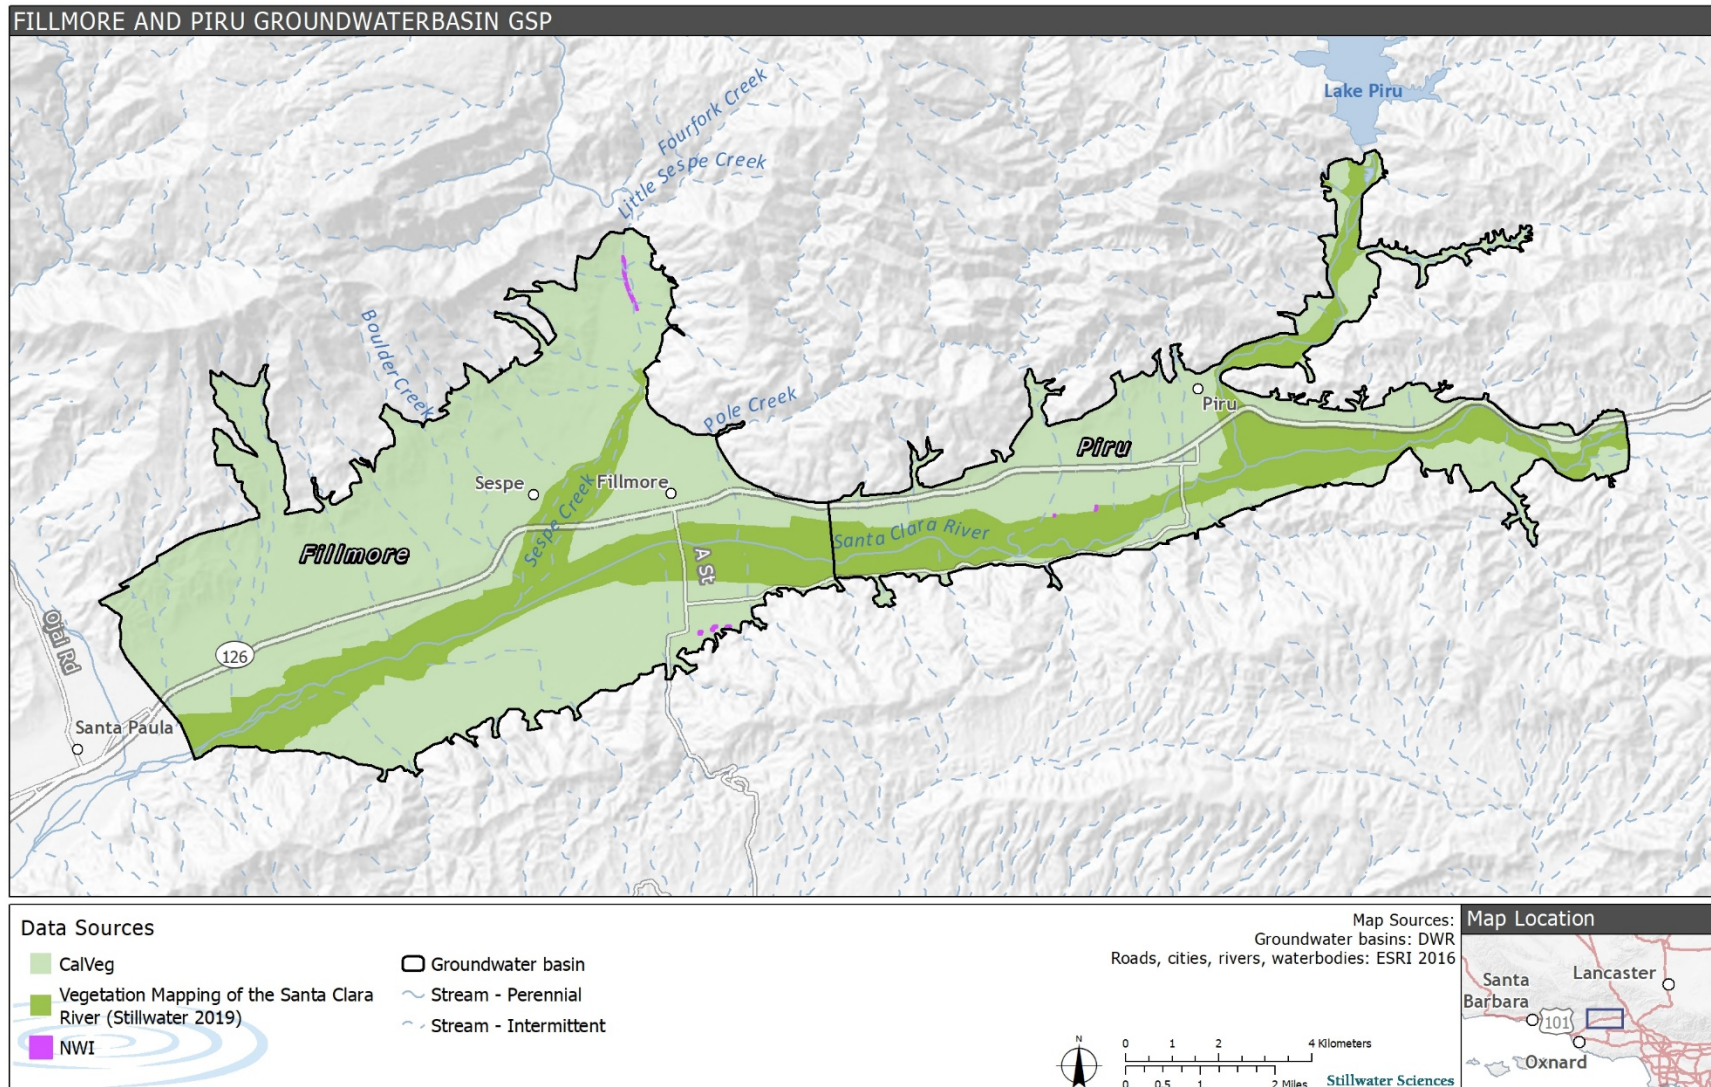 FILLMORE AND PIRU GROUNDWATERBASIN GSP
Lake Piru
Fourfork Creek
Little Sespe Creek
Boulder Creek
Pole Creek
Piru
Piru
Sespe
Fillmore
Sespe Creek
Santa Clara River
Fillmore
A St
Ojai Rd
126
Santa Paula
Data Sources
CalVeg
Vegetation Mapping of the Santa Clara
River (Stillwater 2019)
NWI
Groundwater basin
Stream - Perennial
Stream - Intermittent
Map Sources:
Groundwater basins: DWR
Roads, cities, rivers, waterbodies: ESRI 2016
N
0 1 2 4 Kilometers
0 0.5 1 2 Miles
Stillwater Sciences
Map Location
Santa
Barbara
Lancaster
101
Oxnard